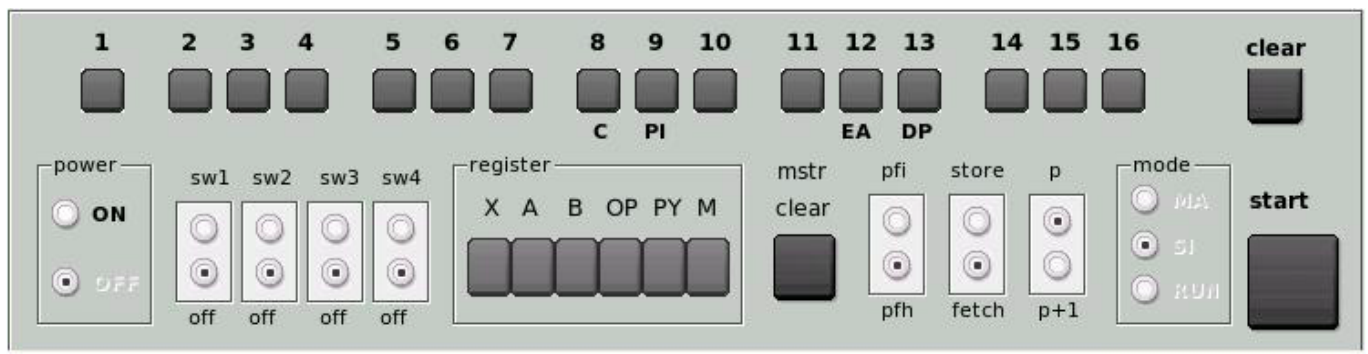 1 2 3 4 5 6 7 8 9 10 11 12 13 14 15 16 clear
C PI EA DP
power
ON
OFF
sw1 sw2 sw3 sw4
off off off off
register
X A B OP PY M
mstr
clear
pfi store p
pfh fetch p+1
mode
MA
SI
RUN
start